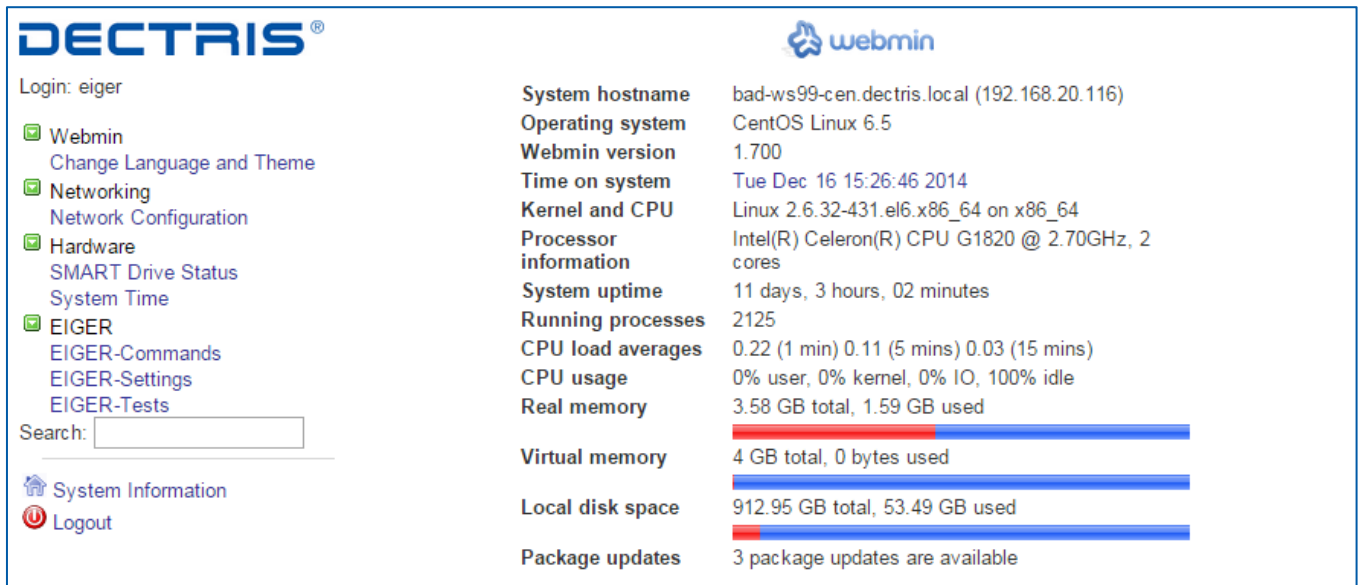 DECTRIS®
webmin
Login: eiger
Webmin
Change Language and Theme
Networking
Network Configuration
Hardware
SMART Drive Status
System Time
EIGER
EIGER-Commands
EIGER-Settings
EIGER-Tests
Search:
System Information
Logout
System hostname bad-ws99-cen.dectris.local (192.168.20.116)
Operating system CentOS Linux 6.5
Webmin version 1.700
Time on system Tue Dec 16 15:26:46 2014
Kernel and CPU Linux 2.6.32-431.el6.x86_64 on x86_64
Processor Intel(R) Celeron(R) CPU G1820 @ 2.70GHz, 2
information cores
System uptime 11 days, 3 hours, 02 minutes
Running processes 2125
CPU load averages 0.22 (1 min) 0.11 (5 mins) 0.03 (15 mins)
CPU usage 0% user, 0% kernel, 0% IO, 100% idle
Real memory 3.58 GB total, 1.59 GB used
Virtual memory 4 GB total, 0 bytes used
Local disk space 912.95 GB total, 53.49 GB used
Package updates 3 package updates are available